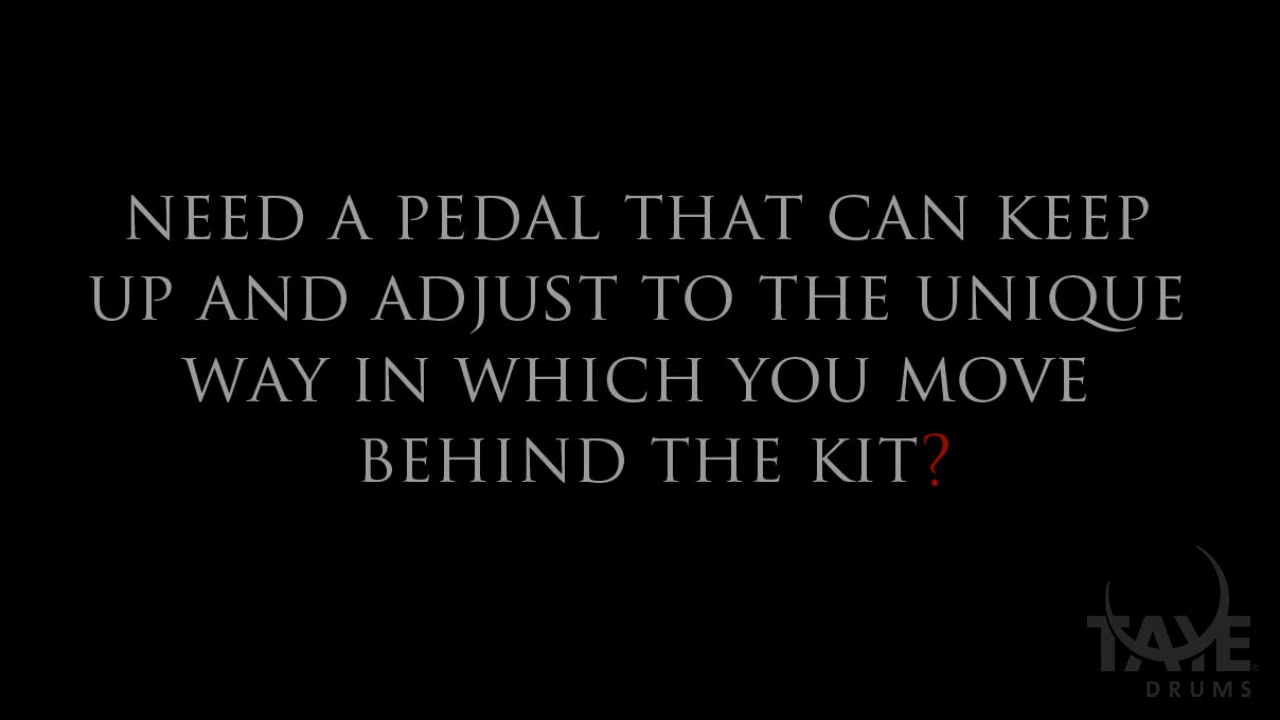 NEED A PEDAL THAT CAN KEEP
UP AND ADJUST TO THE UNIQUE
WAY IN WHICH YOU MOVE
BEHIND THE KIT?
TAYE
DRUMS